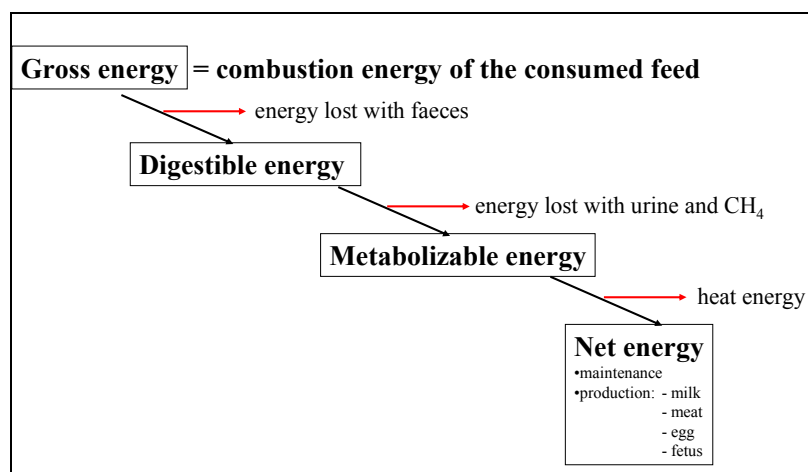 Gross energy = combustion energy of the consumed feed
energy lost with faeces
Digestible energy
energy lost with urine and CH₄
Metabolizable energy
heat energy
Net energy
•maintenance
•production: - milk
- meat
- egg
- fetus